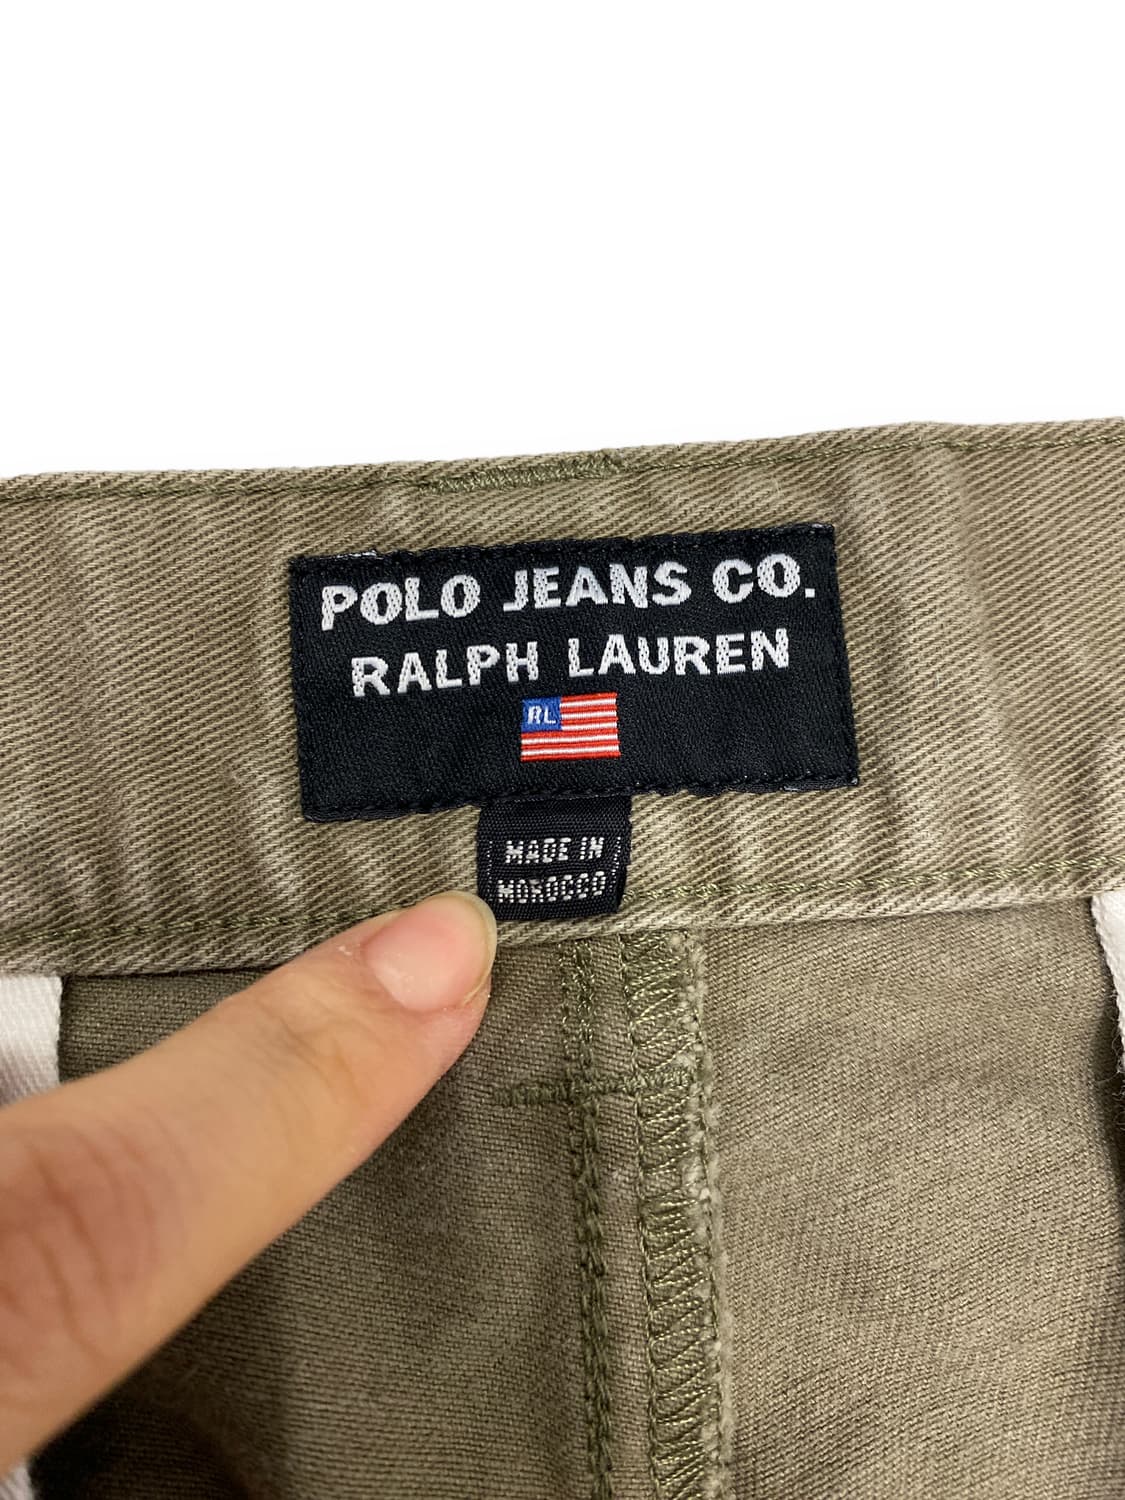 POLO JEANS CO.
RALPH LAUREN
RL
MADE IN
MOROCCO